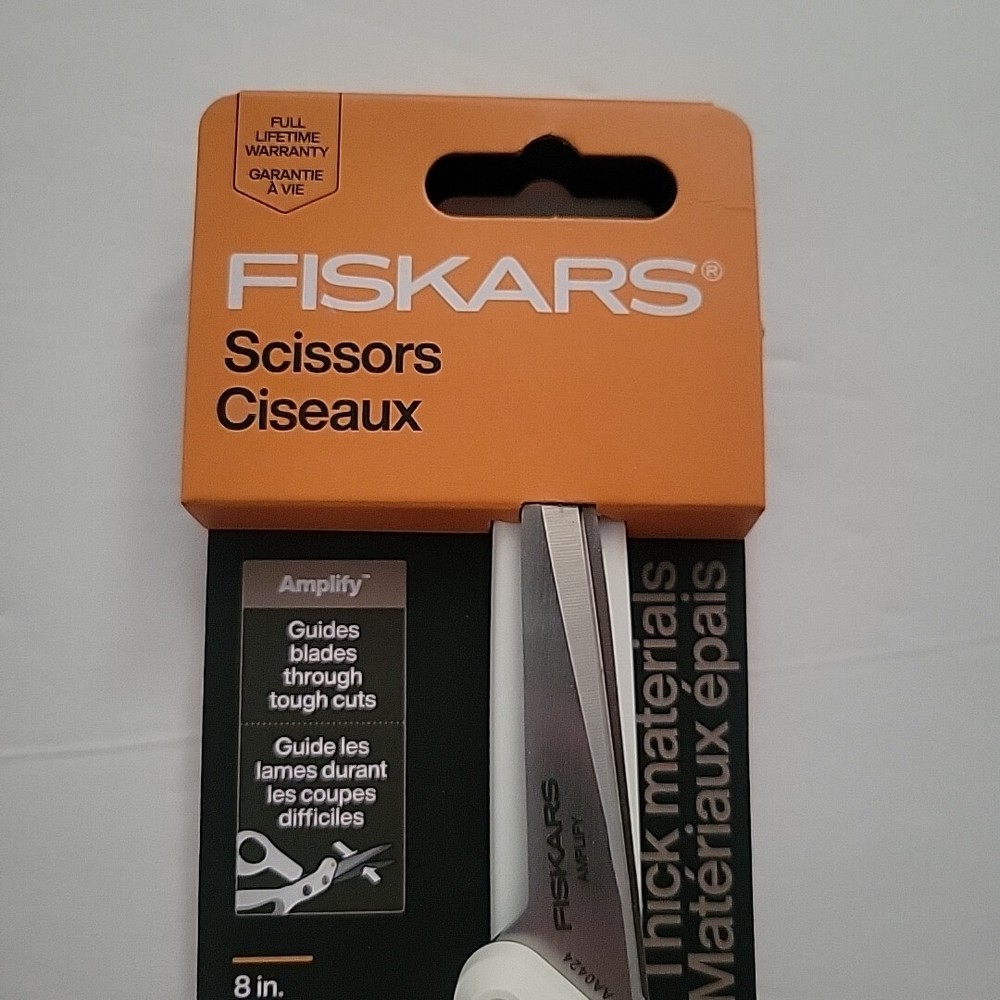 FULL
LIFETIME
WARRANTY
GARANTIE
À VIE
FISKARS®
Scissors
Ciseaux
Amplify™
Guides
blades
through
tough cuts
Guide les
lames durant
les coupes
difficiles
8 in.
FISKARS
AMPLIFY
AA0424
Thick materials
Matériaux épais